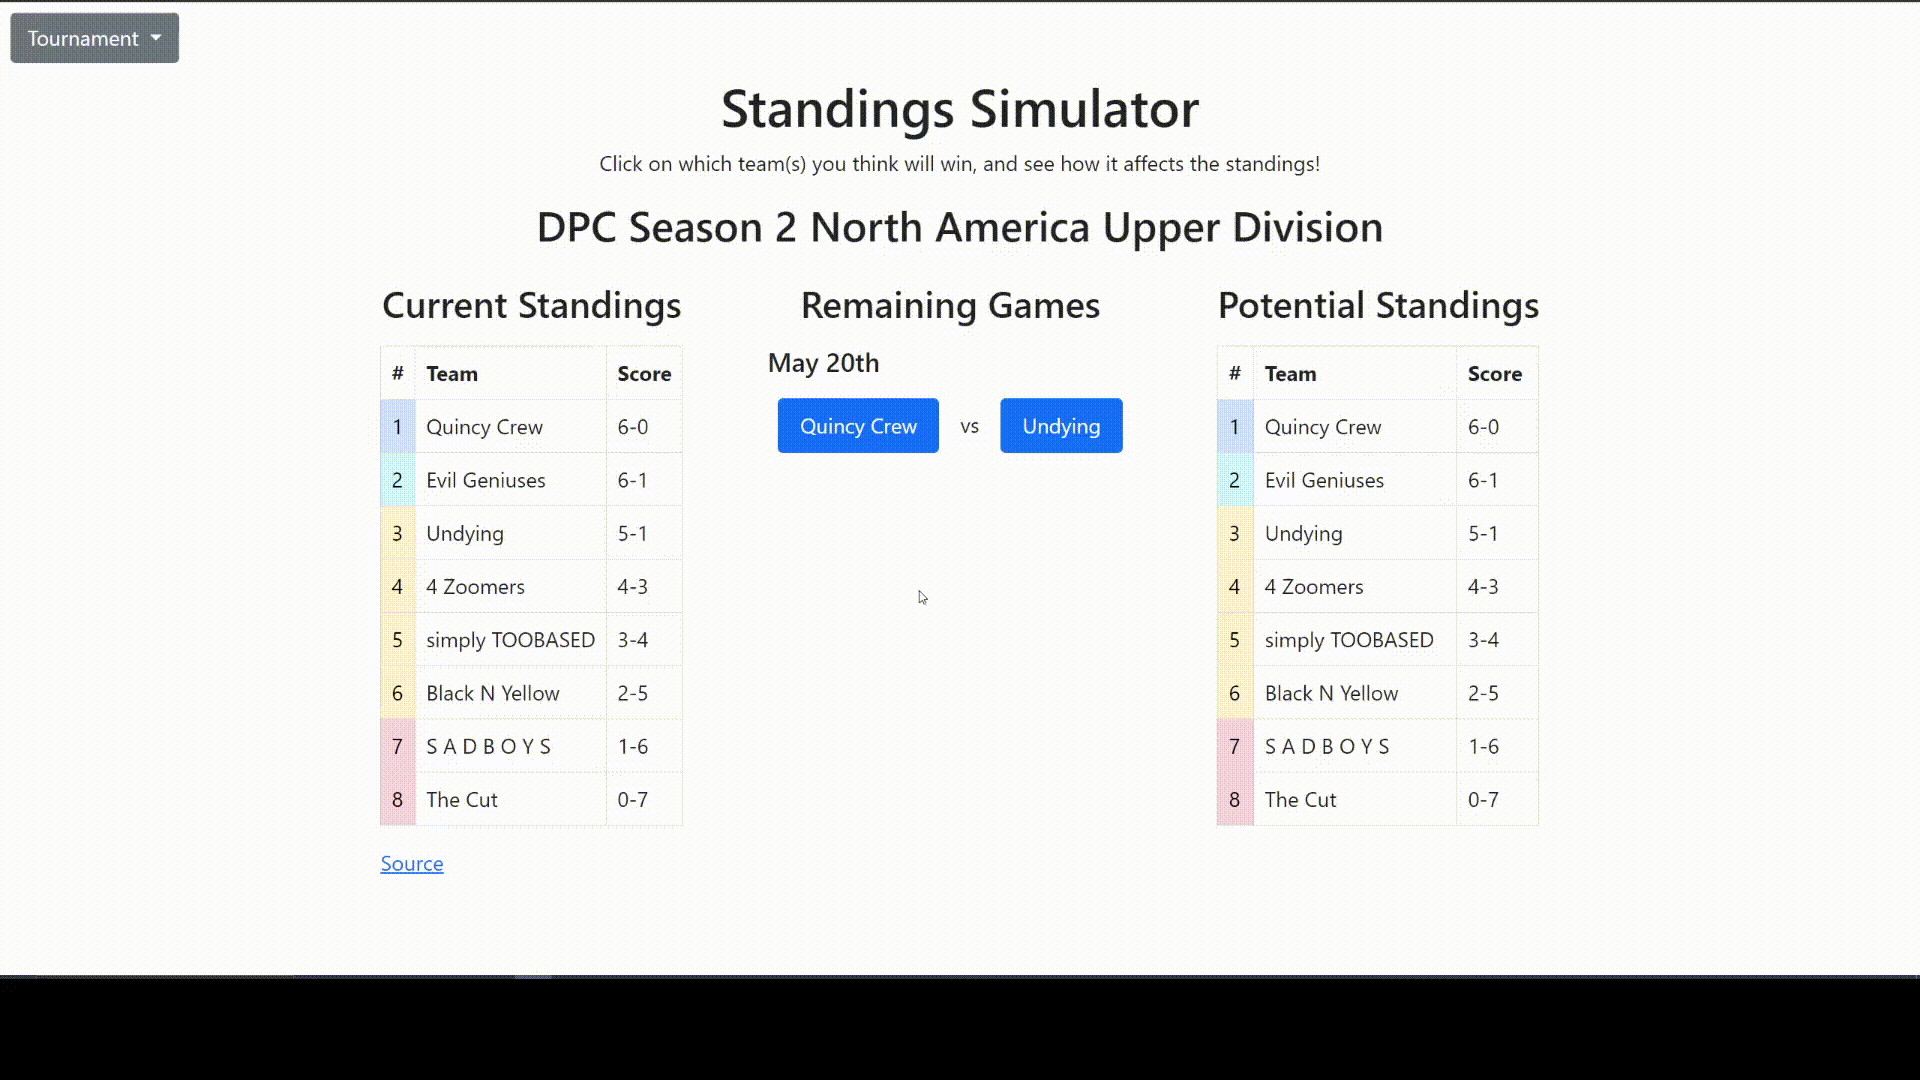 Tournament
Standings Simulator
Click on which team(s) you think will win, and see how it affects the standings!
DPC Season 2 North America Upper Division
Current Standings
# Team Score
1 Quincy Crew 6-0
2 Evil Geniuses 6-1
3 Undying 5-1
4 4 Zoomers 4-3
5 simply TOOBASED 3-4
6 Black N Yellow 2-5
7 S A D B O Y S 1-6
8 The Cut 0-7
Source
Remaining Games
May 20th
Quincy Crew vs Undying
Potential Standings
# Team Score
1 Quincy Crew 6-0
2 Evil Geniuses 6-1
3 Undying 5-1
4 4 Zoomers 4-3
5 simply TOOBASED 3-4
6 Black N Yellow 2-5
7 S A D B O Y S 1-6
8 The Cut 0-7